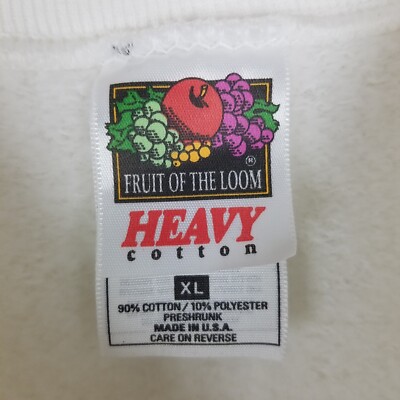 ®
FRUIT OF THE LOOM
HEAVY
cotton
XL
90% COTTON/10% POLYESTER
PRESHRUNK
MADE IN U.S.A.
CARE ON REVERSE